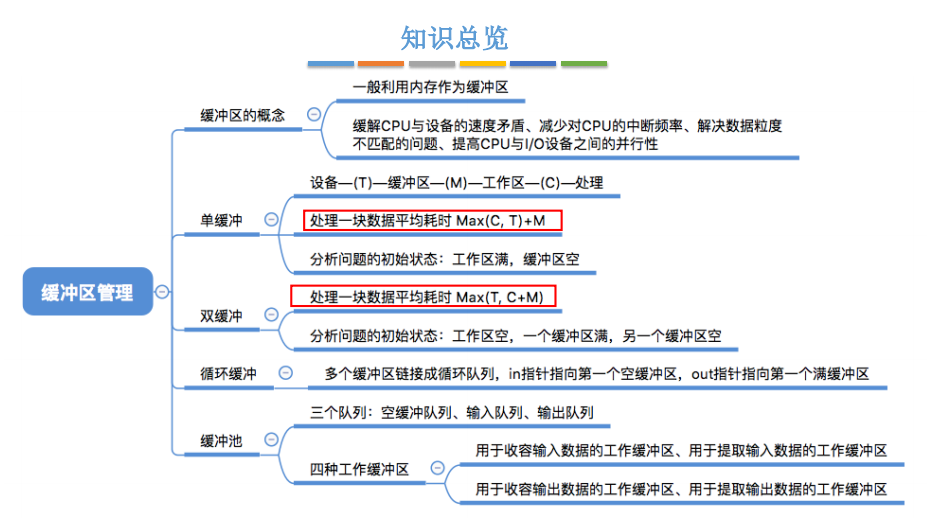 知识总览
一般利用内存作为缓冲区
缓冲区的概念
缓解CPU与设备的速度矛盾、减少对CPU的中断频率、解决数据粒度
不匹配的问题、提高CPU与I/O设备之间的并行性
设备—(T)—缓冲区—(M)—工作区—(C)—处理
单缓冲
处理一块数据平均耗时 Max(C, T)+M
分析问题的初始状态：工作区满，缓冲区空
缓冲区管理
处理一块数据平均耗时 Max(T, C+M)
双缓冲
分析问题的初始状态：工作区空，一个缓冲区满，另一个缓冲区空
循环缓冲
多个缓冲区链接成循环队列，in指针指向第一个空缓冲区，out指针指向第一个满缓冲区
三个队列：空缓冲队列、输入队列、输出队列
缓冲池
四种工作缓冲区
用于收容输入数据的工作缓冲区、用于提取输入数据的工作缓冲区
用于收容输出数据的工作缓冲区、用于提取输出数据的工作缓冲区